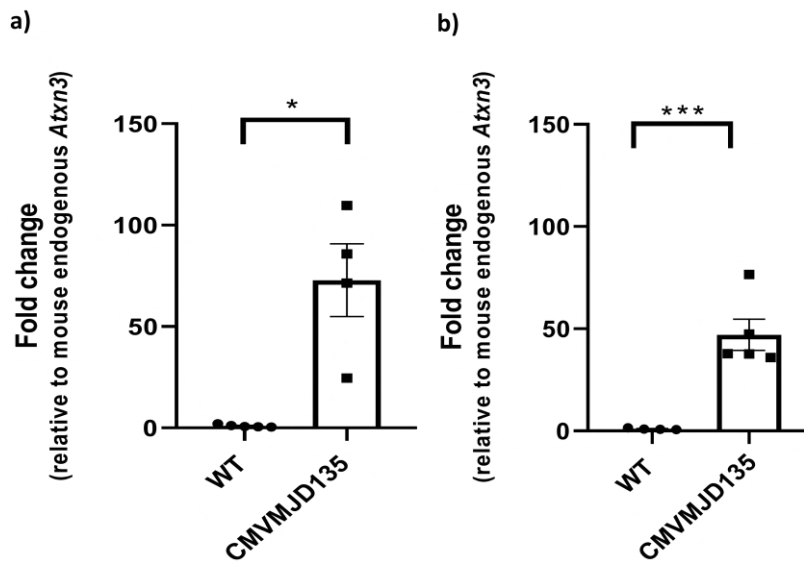 a)
Fold change
(relative to mouse endogenous Atxn3)
150
100
50
0
*
WT
CMVMJD135
b)
Fold change
(relative to mouse endogenous Atxn3)
150
100
50
0
***
WT
CMVMJD135